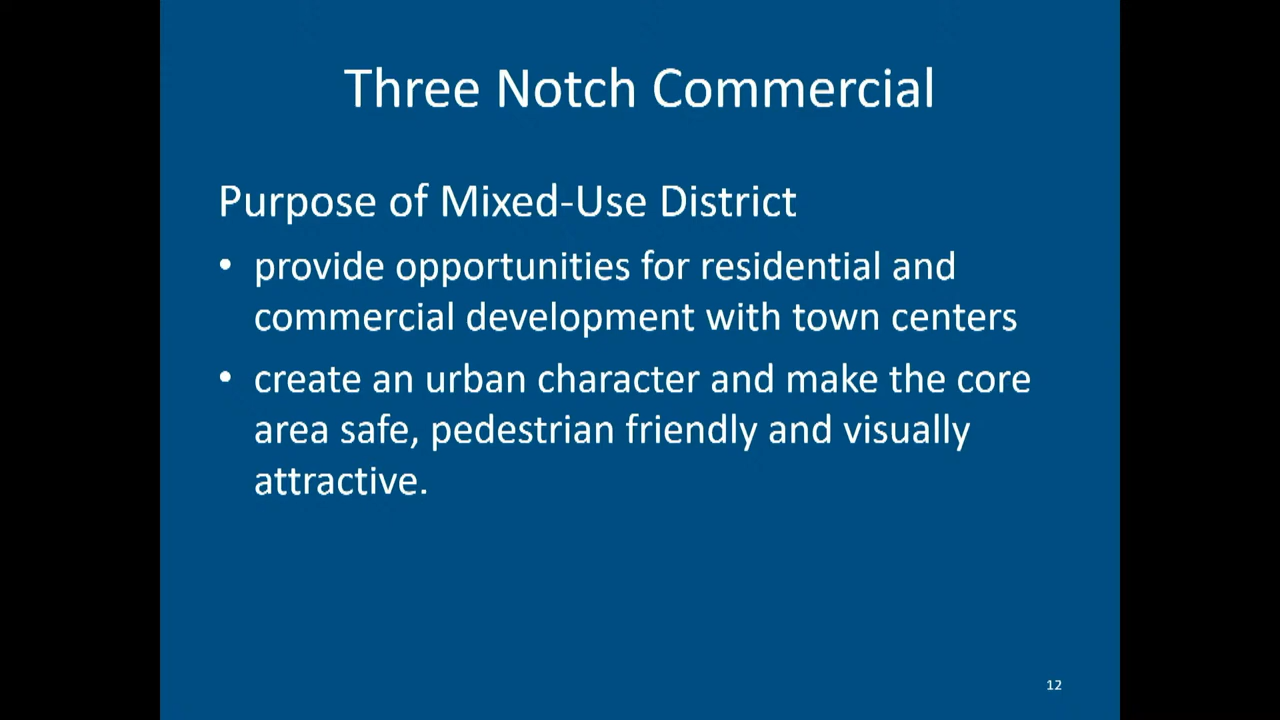 Three Notch Commercial
Purpose of Mixed-Use District
• provide opportunities for residential and
commercial development with town centers
• create an urban character and make the core
area safe, pedestrian friendly and visually
attractive.
12